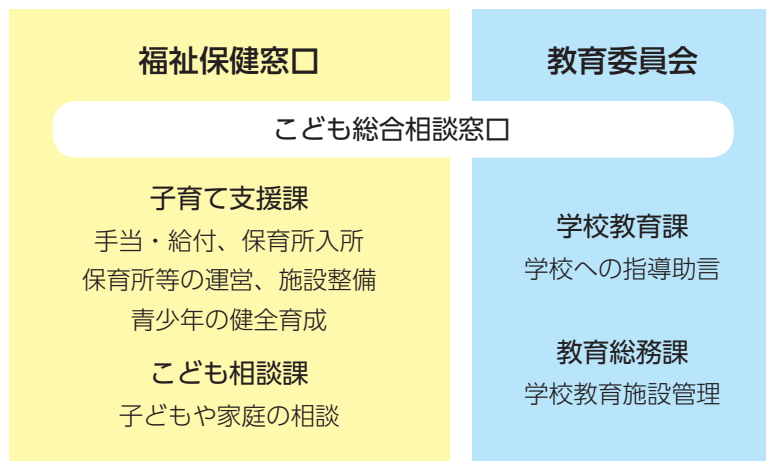 福祉保健窓口
教育委員会
こども総合相談窓口
子育て支援課
手当・給付、保育所入所
保育所等の運営、施設整備
青少年の健全育成
こども相談課
子どもや家庭の相談
学校教育課
学校への指導助言
教育総務課
学校教育施設管理